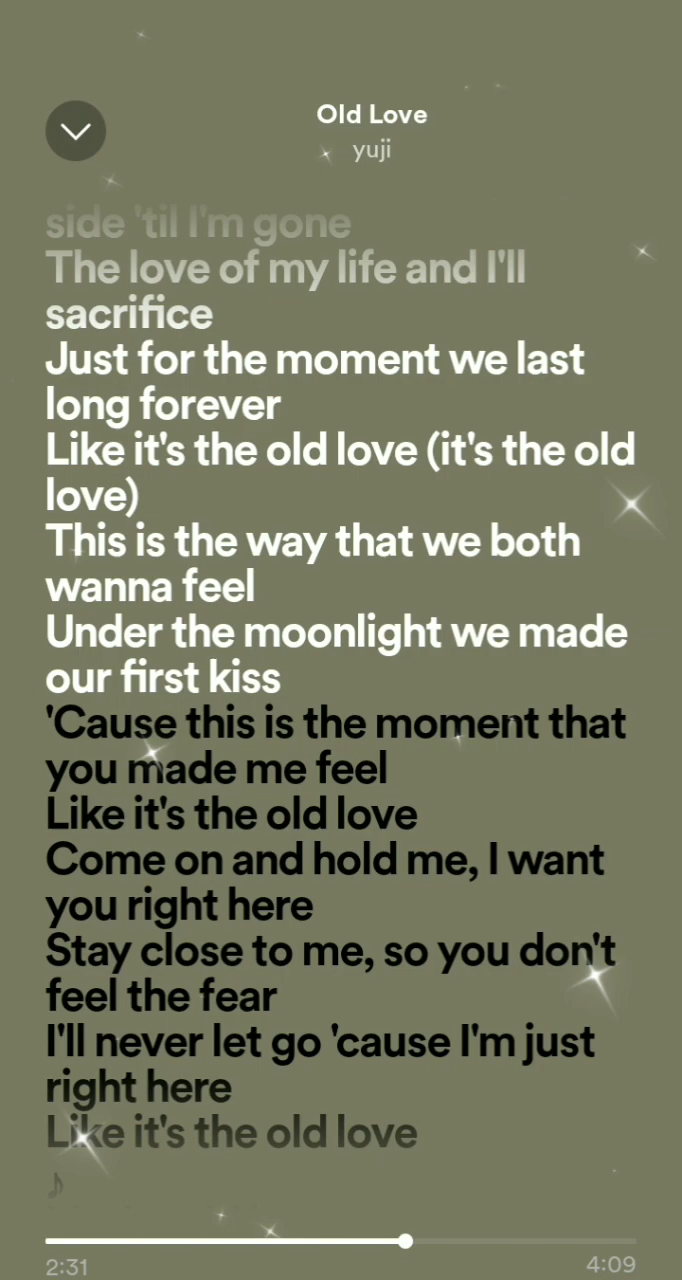 Old Love
yuji
side 'til I'm gone
The love of my life and I'll
sacrifice
Just for the moment we last
long forever
Like it's the old love (it's the old
love)
This is the way that we both
wanna feel
Under the moonlight we made
our first kiss
'Cause this is the moment that
you made me feel
Like it's the old love
Come on and hold me, I want
you right here
Stay close to me, so you don't
feel the fear
I'll never let go 'cause I'm just
right here
Like it's the old love
♪
2:31 4:09